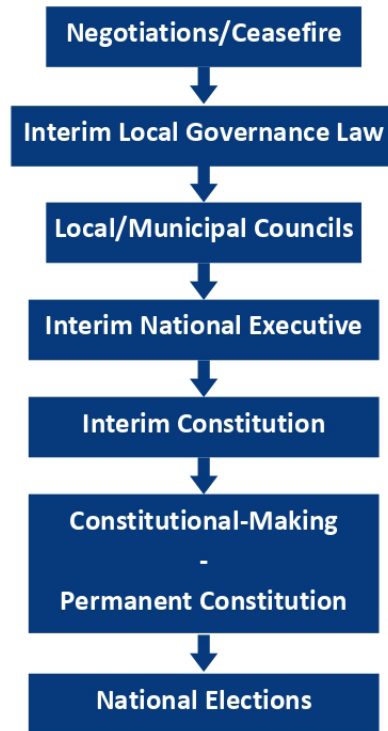 Negotiations/Ceasefire
Interim Local Governance Law
Local/Municipal Councils
Interim National Executive
Interim Constitution
Constitutional-Making
-
Permanent Constitution
National Elections